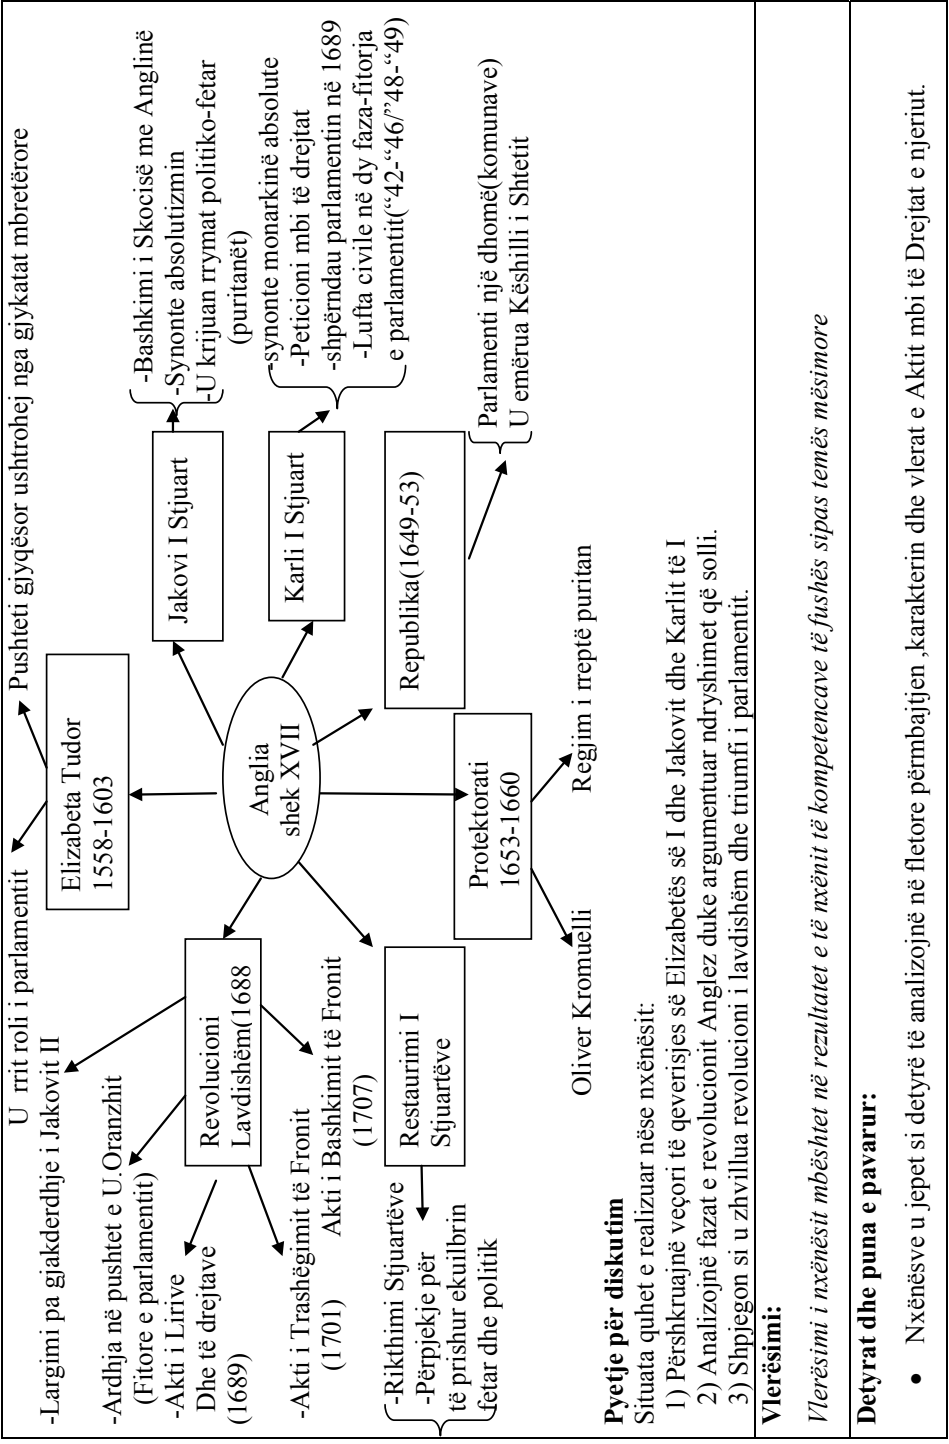 U rrit roli i parlamentit
Pushteti gjyqësor ushtrohej nga gjykatat mbretërore
Elizabeta Tudor
1558-1603
-Largimi pa gjakderdhje i Jakovit II
-Ardhja në pushtet e U.Oranzhit
(Fitore e parlamentit)
-Akti i Lirive
Dhe të drejtave
(1689)
-Akti i Trashëgimit të Fronit
(1701)
Akti i Bashkimit të Fronit
(1707)
Revolucioni
Lavdishëm(1688
Anglia
shek XVII
Jakovi I Stjuart
-Bashkimi i Skocisë me Anglinë
-Synonte absolutizmin
-U krijuan rrymat politiko-fetar
(puritanët)
Karli I Stjuart
-synonte monarkinë absolute
-Peticioni mbi të drejtat
-shpërndau parlamentin në 1689
-Lufta civile në dy faza-fitorja
e parlamentit(“42-“46/”48-“49)
Republika(1649-53)
Parlamenti një dhomë(komunave)
U emërua Këshilli i Shtetit
Restaurimi I
Stjuartëve
-Rikthimi Stjuartëve
-Përpjekje për
të prishur ekuilbrin
fetar dhe politik
Protektorati
1653-1660
Oliver Kromuelli
Regjim i rreptë puritan
Pyetje për diskutim
Situata quhet e realizuar nëse nxënësit:
1) Përshkruajnë veçori të qeverisjes së Elizabetës së I dhe Jakovit dhe Karlit të I
2) Analizojnë fazat e revolucionit Anglez duke argumentuar ndryshimet që solli.
3) Shpjegon si u zhvillua revolucioni i lavdishëm dhe triumfi i parlamentit.
Vlerësimi:
Vlerësimi i nxënësit mbështet në rezultatet e të nxënit të kompetencave të fushës sipas temës mësimore
Detyrat dhe puna e pavarur:
• Nxënësve u jepet si detyrë të analizojnë në fletore përmbajtjen ,karakterin dhe vlerat e Aktit mbi të Drejtat e njeriut.